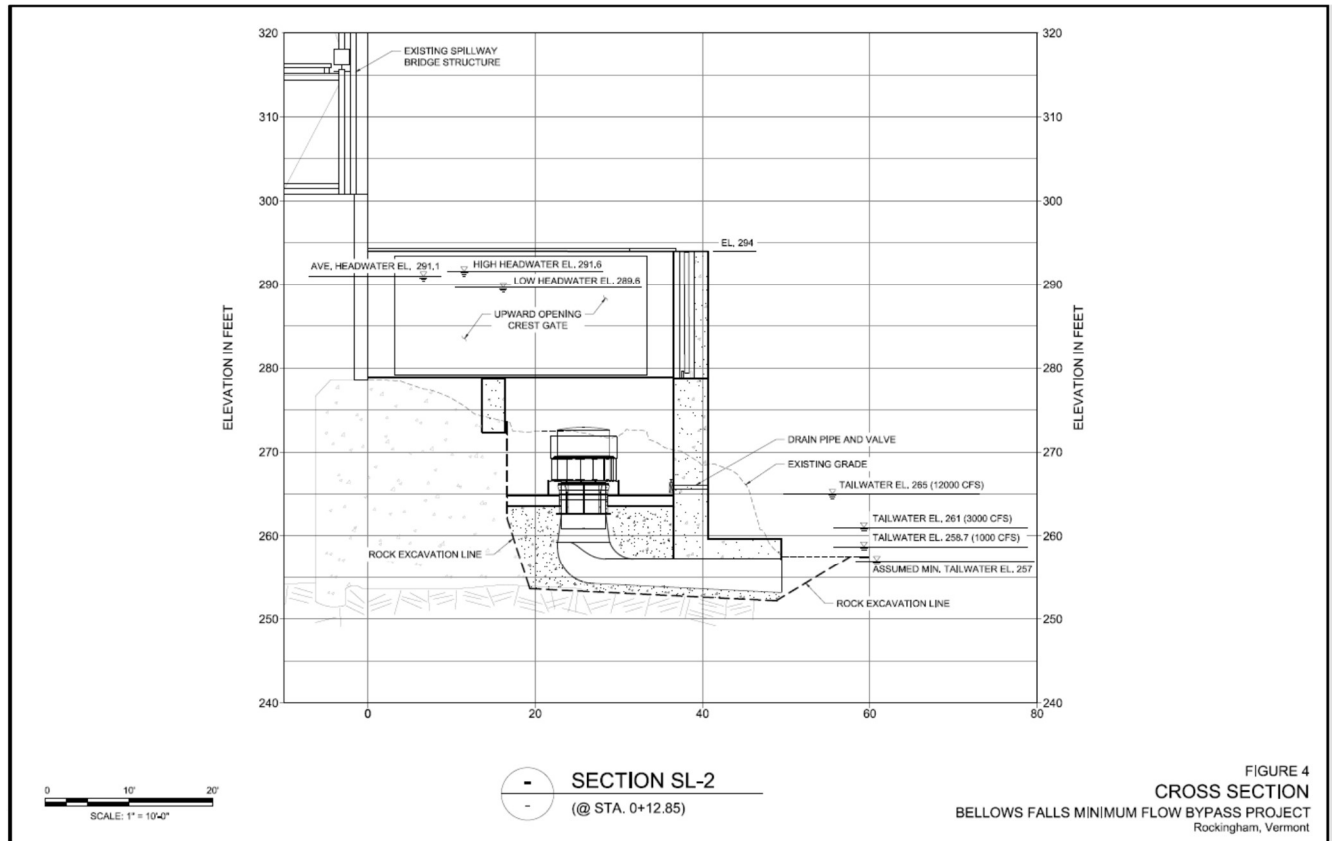 320
310
300
290
280
270
260
250
240
ELEVATION IN FEET
EXISTING SPILLWAY
BRIDGE STRUCTURE
EL. 294
AVE. HEADWATER EL. 291.1
HIGH HEADWATER EL. 291.6
LOW HEADWATER EL. 289.6
UPWARD OPENING
CREST GATE
DRAIN PIPE AND VALVE
EXISTING GRADE
TAILWATER EL. 265 (12000 CFS)
TAILWATER EL. 261 (3000 CFS)
TAILWATER EL. 258.7 (1000 CFS)
ASSUMED MIN. TAILWATER EL. 257
ROCK EXCAVATION LINE
ROCK EXCAVATION LINE
320
310
300
290
280
270
260
250
240
ELEVATION IN FEET
0 20 40 60 80
0 10' 20'
SCALE: 1" = 10'-0"
-
-
SECTION SL-2
(@ STA. 0+12.85)
FIGURE 4
CROSS SECTION
BELLOWS FALLS MINIMUM FLOW BYPASS PROJECT
Rockingham, Vermont